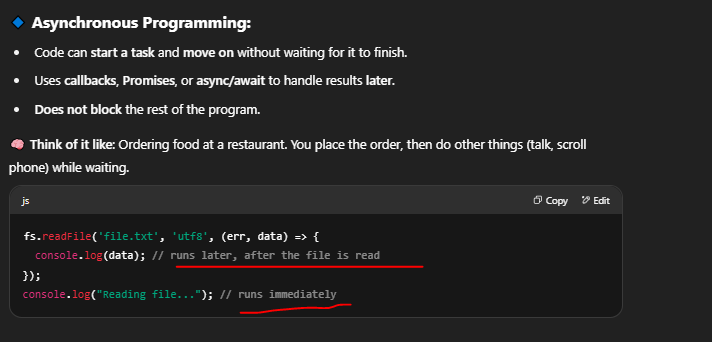 🔷 Asynchronous Programming:
• Code can start a task and move on without waiting for it to finish.
• Uses callbacks, Promises, or async/await to handle results later.
• Does not block the rest of the program.
🧠 Think of it like: Ordering food at a restaurant. You place the order, then do other things (talk, scroll
phone) while waiting.
js Copy Edit
fs.readFile('file.txt', 'utf8', (err, data) => {
  console.log(data); // runs later, after the file is read
});
console.log("Reading file..."); // runs immediately